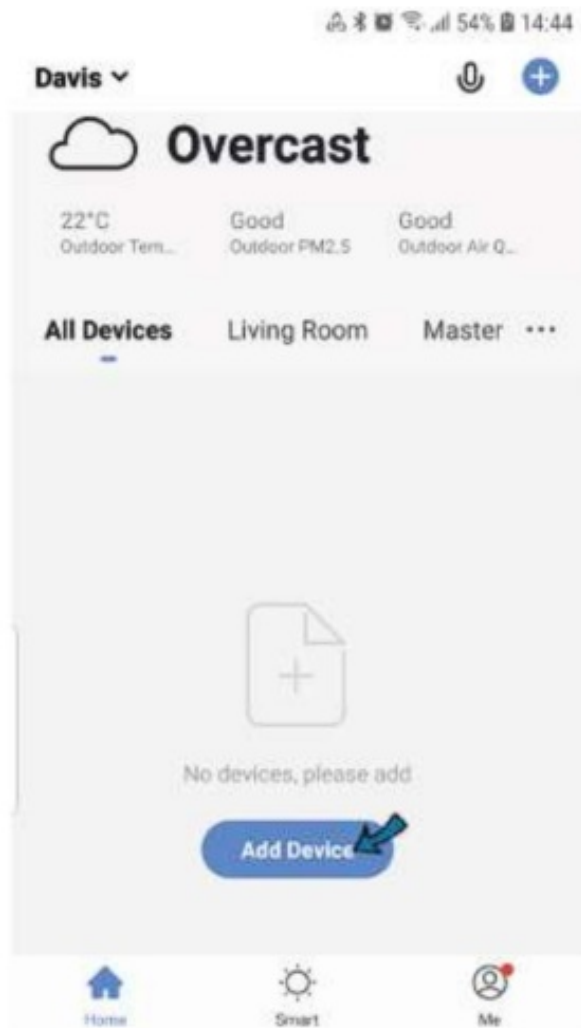 54% 14:44
Davis
Overcast
22°C Good Good
Outdoor Tem... Outdoor PM2.5 Outdoor Air Q...
All Devices Living Room Master ...
No devices, please add
Add Device
Home Smart Me